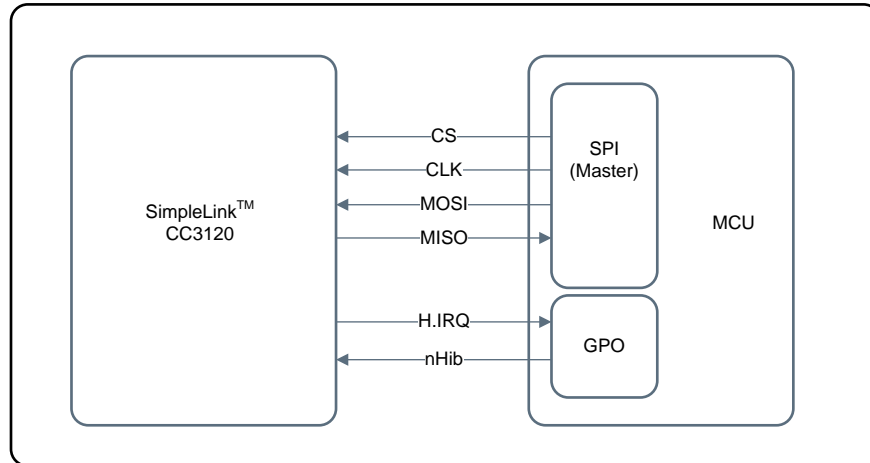 SimpleLink™
CC3120
CS
CLK
MOSI
MISO
H.IRQ
nHib
SPI
(Master)
GPO
MCU